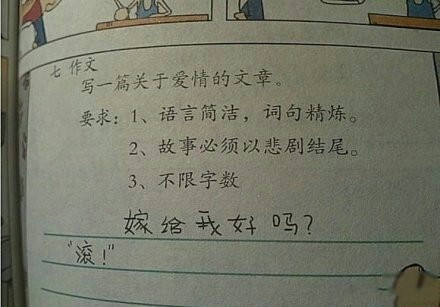 七 作文
写一篇关于爱情的文章。
要求：1、语言简洁，词句精炼。
2、故事必须以悲剧结尾。
3、不限字数
嫁给我好吗？
“滚！”